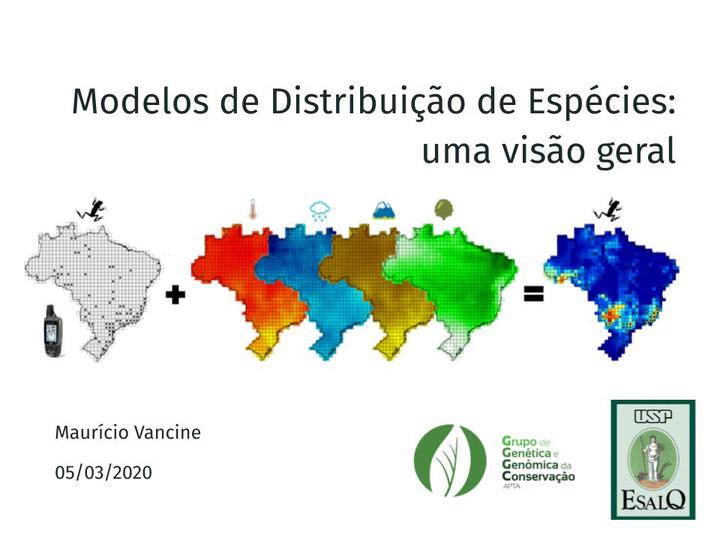 Modelos de Distribuição de Espécies:
uma visão geral
+
=
Maurício Vancine
05/03/2020
Grupo de
Genética e
Genômica da
Conservação
APTA
USP
ESALQ